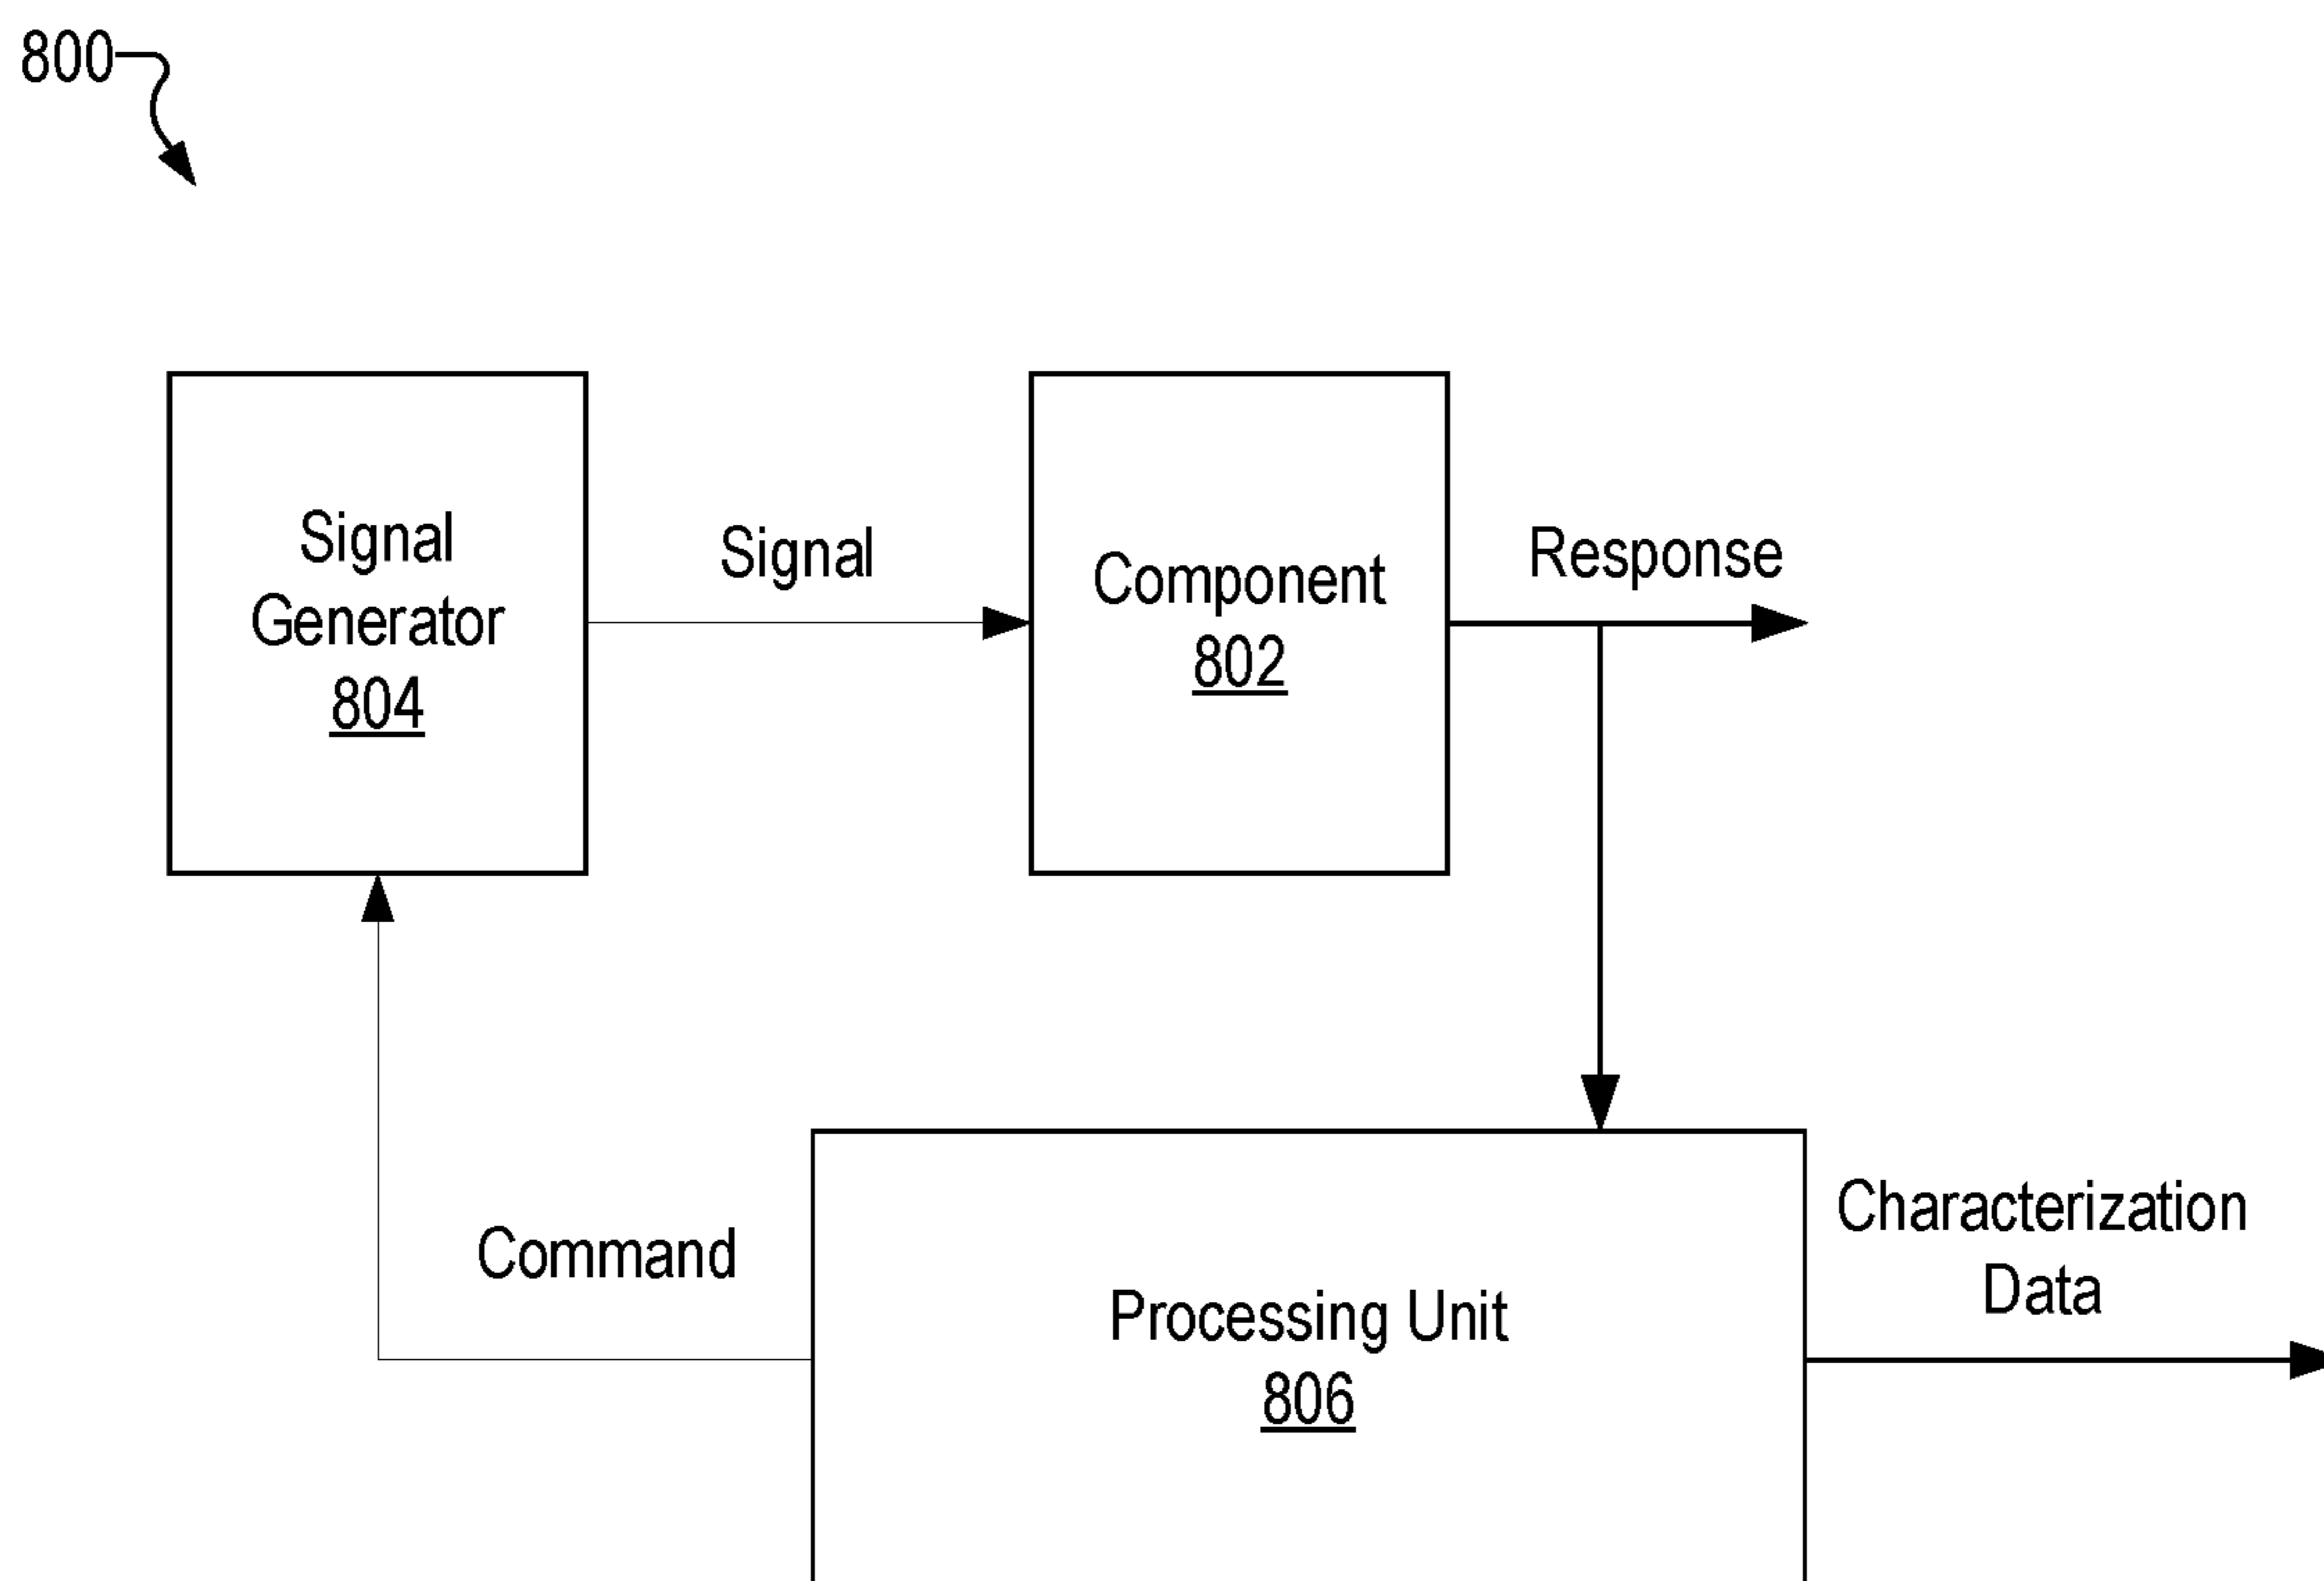 800
Signal
Generator
804
Signal
Component
802
Response
Command
Processing Unit
806
Characterization
Data